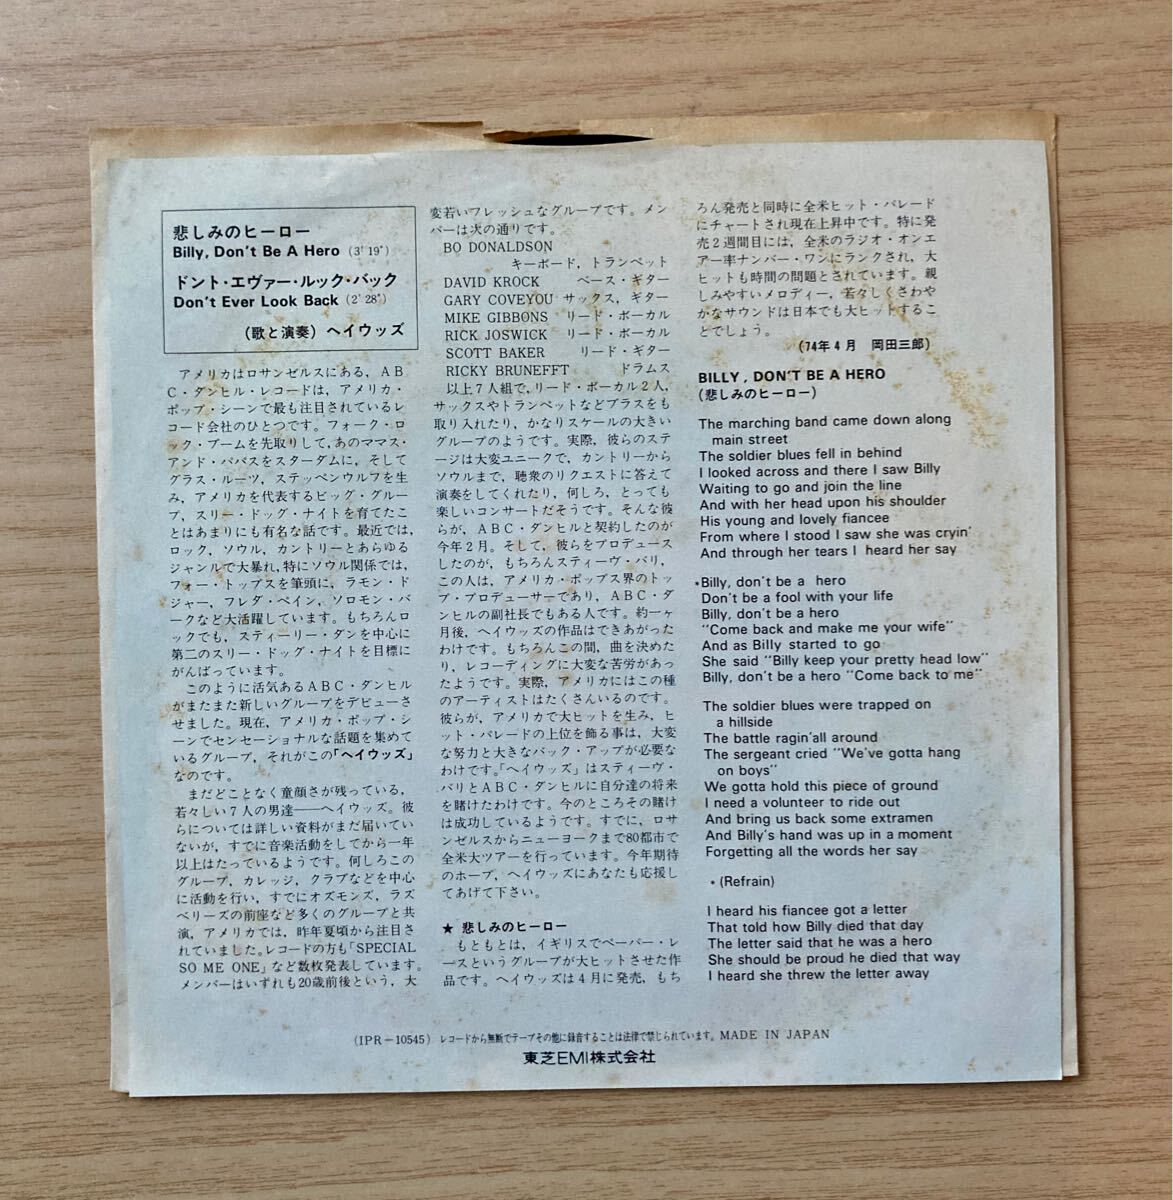 悲しみのヒーロー
Billy, Don't Be A Hero (3'19")
ドント・エヴァー・ルック・バック
Don't Ever Look Back (2'28")
(歌と演奏) ヘイウッズ
アメリカはロサンゼルスにある，AB
C・ダンヒル・レコードは，アメリカ・
ポップ・シーンで最も注目されているレ
コード会社のひとつです。フォーク・ロ
ック・ブームを先取りして，あのママス・
アンド・パパスをスターダムに，そして
グラス・ルーツ，ステッペンウルフを生
み，アメリカを代表するビッグ・グルー
プ，スリー・ドッグ・ナイトを育てたこ
とはあまりにも有名な話です。最近では，
ロック，ソウル，カントリーとあらゆる
ジャンルで大暴れ，特にソウル関係では，
フォー・トップスを筆頭に，ラモン・ド
ジャー，フレダ・ペイン，ソロモン・バ
ークなど大活躍しています。もちろんロ
ックでも，スティーリー・ダンを中心に
第二のスリー・ドッグ・ナイトを目標に
がんばっています。
このように活気あるABC・ダンヒル
がまたまた新しいグループをデビューさ
せました。現在，アメリカ・ポップ・シ
ーンでセンセーショナルな話題を集めて
いるグループ，それがこの「ヘイウッズ」
なのです。
まだどことなく童顔さが残っている，
若々しい7人の男達――ヘイウッズ。彼
らについては詳しい資料がまだ届いてい
ないが，すでに音楽活動をしてから一年
以上はたっているようです。何しろこの
グループ，カレッジ，クラブなどを中心
に活動を行い，すでにオズモンズ，ラズ
ベリーズの前座など多くのグループと共
演，アメリカでは，昨年夏頃から注目さ
れていました。レコードの方も「SPECIAL
SO ME ONE」など数枚発表しています。
メンバーはいずれも20歳前後という，大
変若いフレッシュなグループです。メン
バーは次の通りです。
BO DONALDSON
キーボード，トランペット
DAVID KROCK ベース・ギター
GARY COVEYOU サックス，ギター
MIKE GIBBONS リード・ボーカル
RICK JOSWICK リード・ボーカル
SCOTT BAKER リード・ギター
RICKY BRUNEFFT ドラムス
以上7人組で，リード・ボーカル2人，
サックスやトランペットなどブラスをも
取り入れたり，かなりスケールの大きい
グループのようです。実際，彼らのステ
ージは大変ユニークで，カントリーから
ソウルまで，聴衆のリクエストに答えて
演奏をしてくれたり，何しろ，とっても
楽しいコンサートだそうです。そんな彼
らが，ABC・ダンヒルと契約したのが
今年2月。そして，彼らをプロデュース
したのが，もちろんスティーヴ・バリ，
この人は，アメリカ・ポップス界のトッ
プ・プロデューサーであり，ABC・ダ
ンヒルの副社長でもある人です。約一ヶ
月後，ヘイウッズの作品はできあがった
わけです。もちろんこの間，曲を決めた
り，レコーディングに大変な苦労があっ
たようです。実際，アメリカにはこの種
のアーティストはたくさんいるのです。
彼らが，アメリカで大ヒットを生み，ヒ
ット・パレードの上位を飾る事は，大変
な努力と大きなバック・アップが必要な
わけです。「ヘイウッズ」はスティーヴ・
バリとABC・ダンヒルに自分達の将来
を賭けたわけです。今のところその賭け
は成功しているようです。すでに，ロサ
ンゼルスからニューヨークまで80都市で
全米大ツアーを行っています。今年期待
のホープ，ヘイウッズにあなたも応援し
てあげて下さい。
★ 悲しみのヒーロー
もともとは，イギリスでペーパー・レ
ースというグループが大ヒットさせた作
品です。ヘイウッズは4月に発売，もち
ろん発売と同時に全米ヒット・パレード
にチャートされ現在上昇中です。特に発
売2週間目には，全米のラジオ・オンエ
アー率ナンバー・ワンにランクされ，大
ヒットも時間の問題とされています。親
しみやすいメロディー，若々しくさわや
かなサウンドは日本でも大ヒットするこ
とでしょう。
(74年4月 岡田三郎)
BILLY, DON'T BE A HERO
(悲しみのヒーロー)
The marching band came down along
main street
The soldier blues fell in behind
I looked across and there I saw Billy
Waiting to go and join the line
And with her head upon his shoulder
His young and lovely fiancee
From where I stood I saw she was cryin'
And through her tears I heard her say
*Billy, don't be a hero
Don't be a fool with your life
Billy, don't be a hero
"Come back and make me your wife"
And as Billy started to go
She said "Billy keep your pretty head low"
Billy, don't be a hero "Come back to me"
The soldier blues were trapped on
a hillside
The battle ragin'all around
The sergeant cried "We've gotta hang
on boys"
We gotta hold this piece of ground
I need a volunteer to ride out
And bring us back some extramen
And Billy's hand was up in a moment
Forgetting all the words her say
* (Refrain)
I heard his fiancee got a letter
That told how Billy died that day
The letter said that he was a hero
She should be proud he died that way
I heard she threw the letter away
(IPR-10545) レコードから無断でテープその他に録音することは法律で禁じられています。MADE IN JAPAN
東芝EMI株式会社